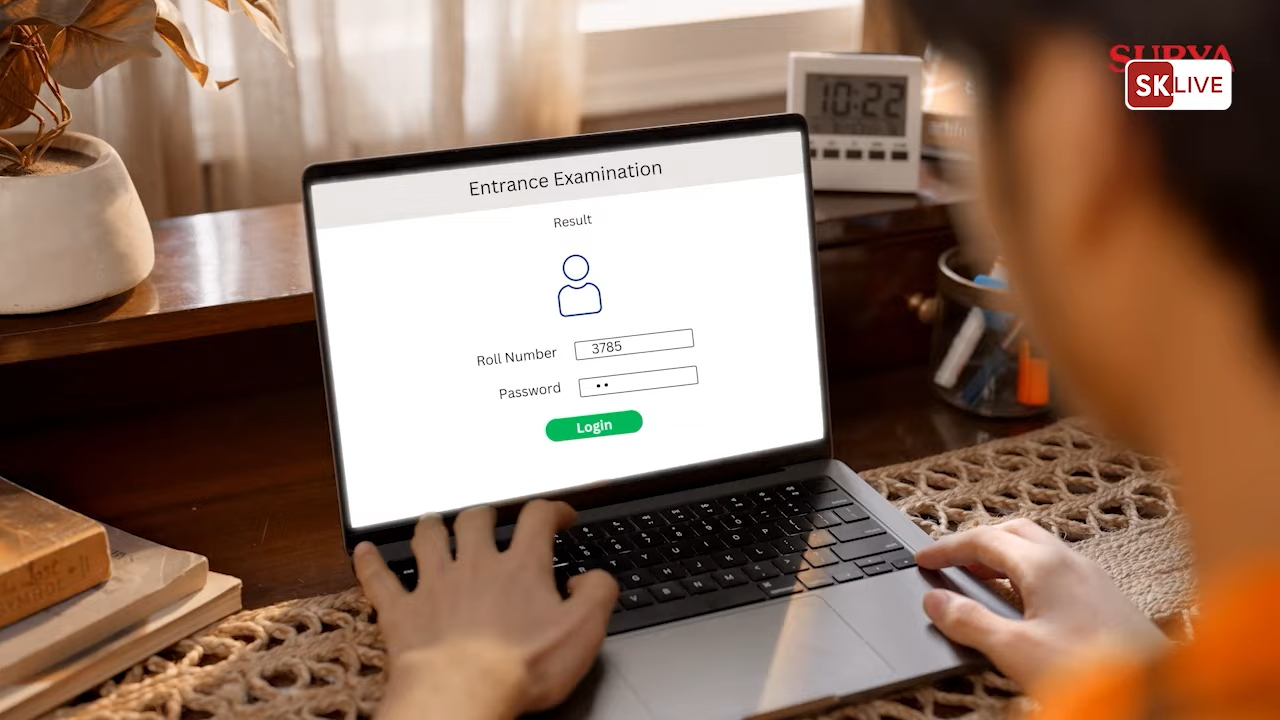 SURYA
SK LIVE
10:22
Entrance Examination
Result
Roll Number 3785
Password ••
Login